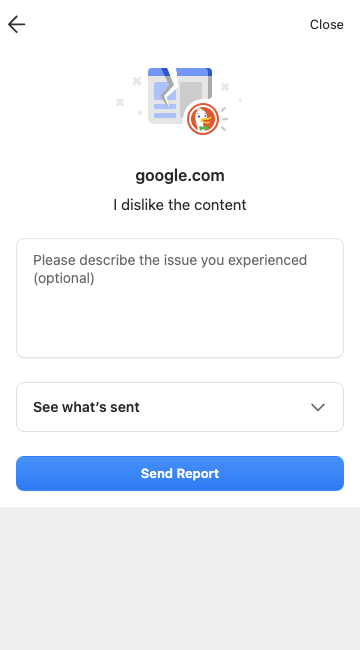 Close
google.com
I dislike the content
Please describe the issue you experienced
(optional)
See what’s sent
Send Report